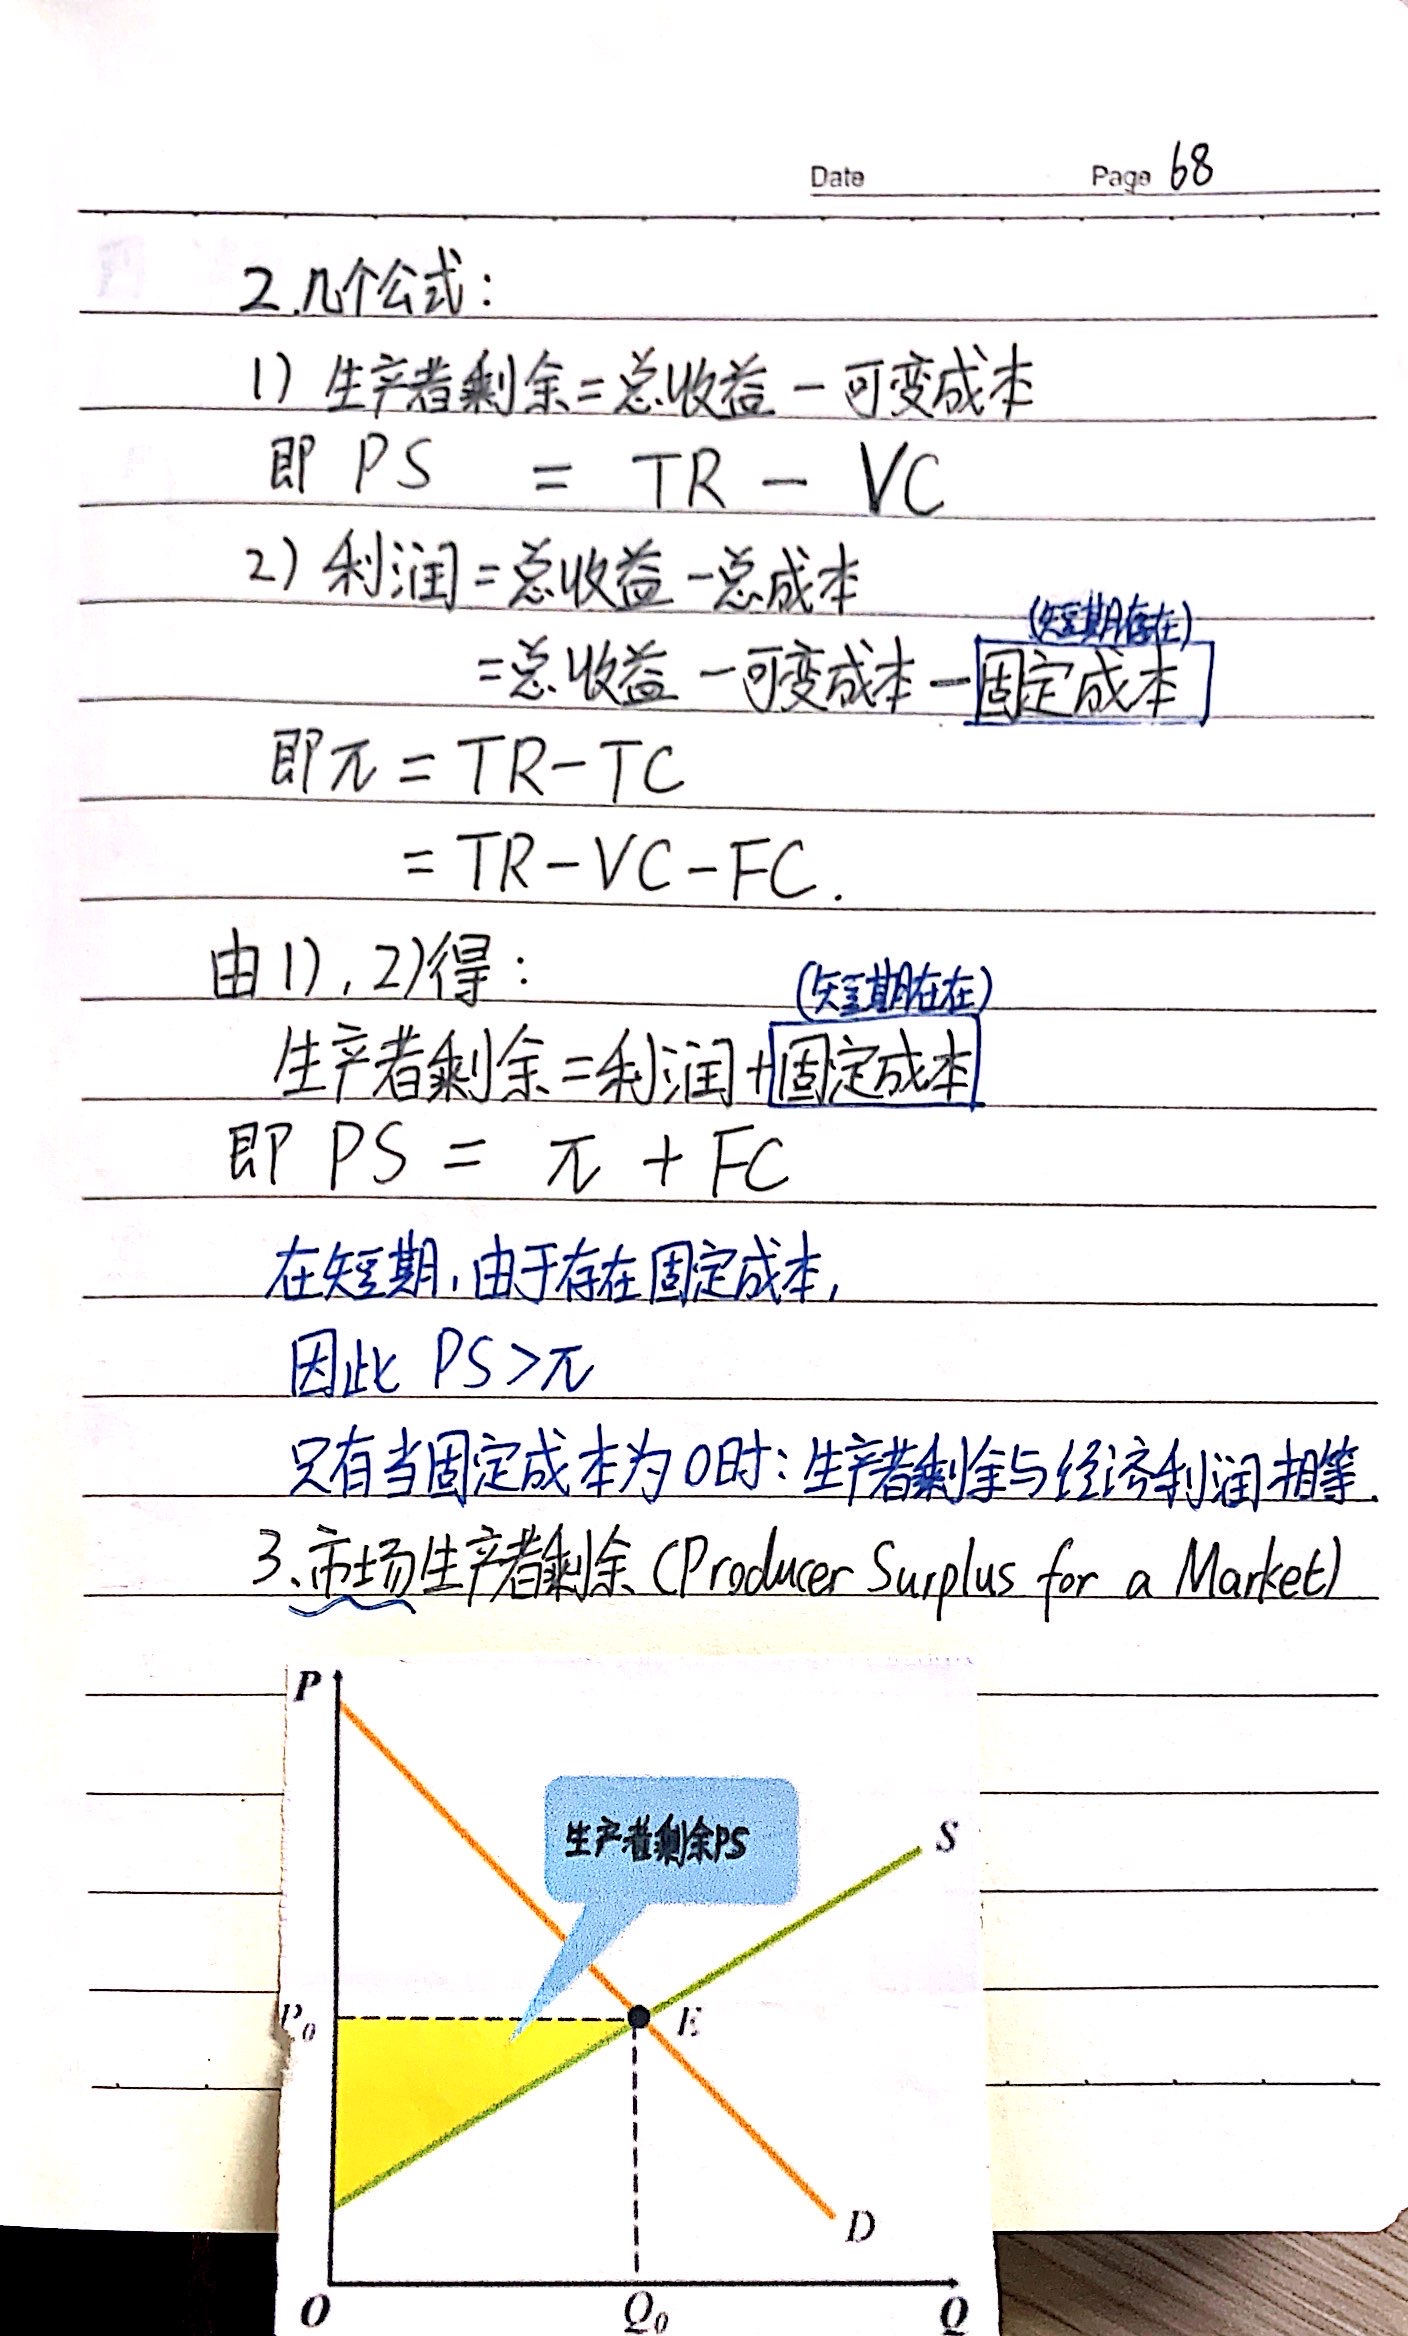 Date Page 68
2.几个公式:
1) 生产者剩余=总收益-可变成本
即 PS = TR - VC
2) 利润=总收益-总成本
(短期存在)
=总收益-可变成本-固定成本
即π=TR-TC
=TR-VC-FC.
由1),2)得:
(短期存在)
生产者剩余=利润+固定成本
即 PS = π + FC
在短期,由于存在固定成本,
因此 PS>π
只有当固定成本为0时:生产者剩余与经济利润相等.
3、市场生产者剩余(Producer Surplus for a Market)
P
生产者剩余PS
S
P₀
E
D
O
Q₀
Q